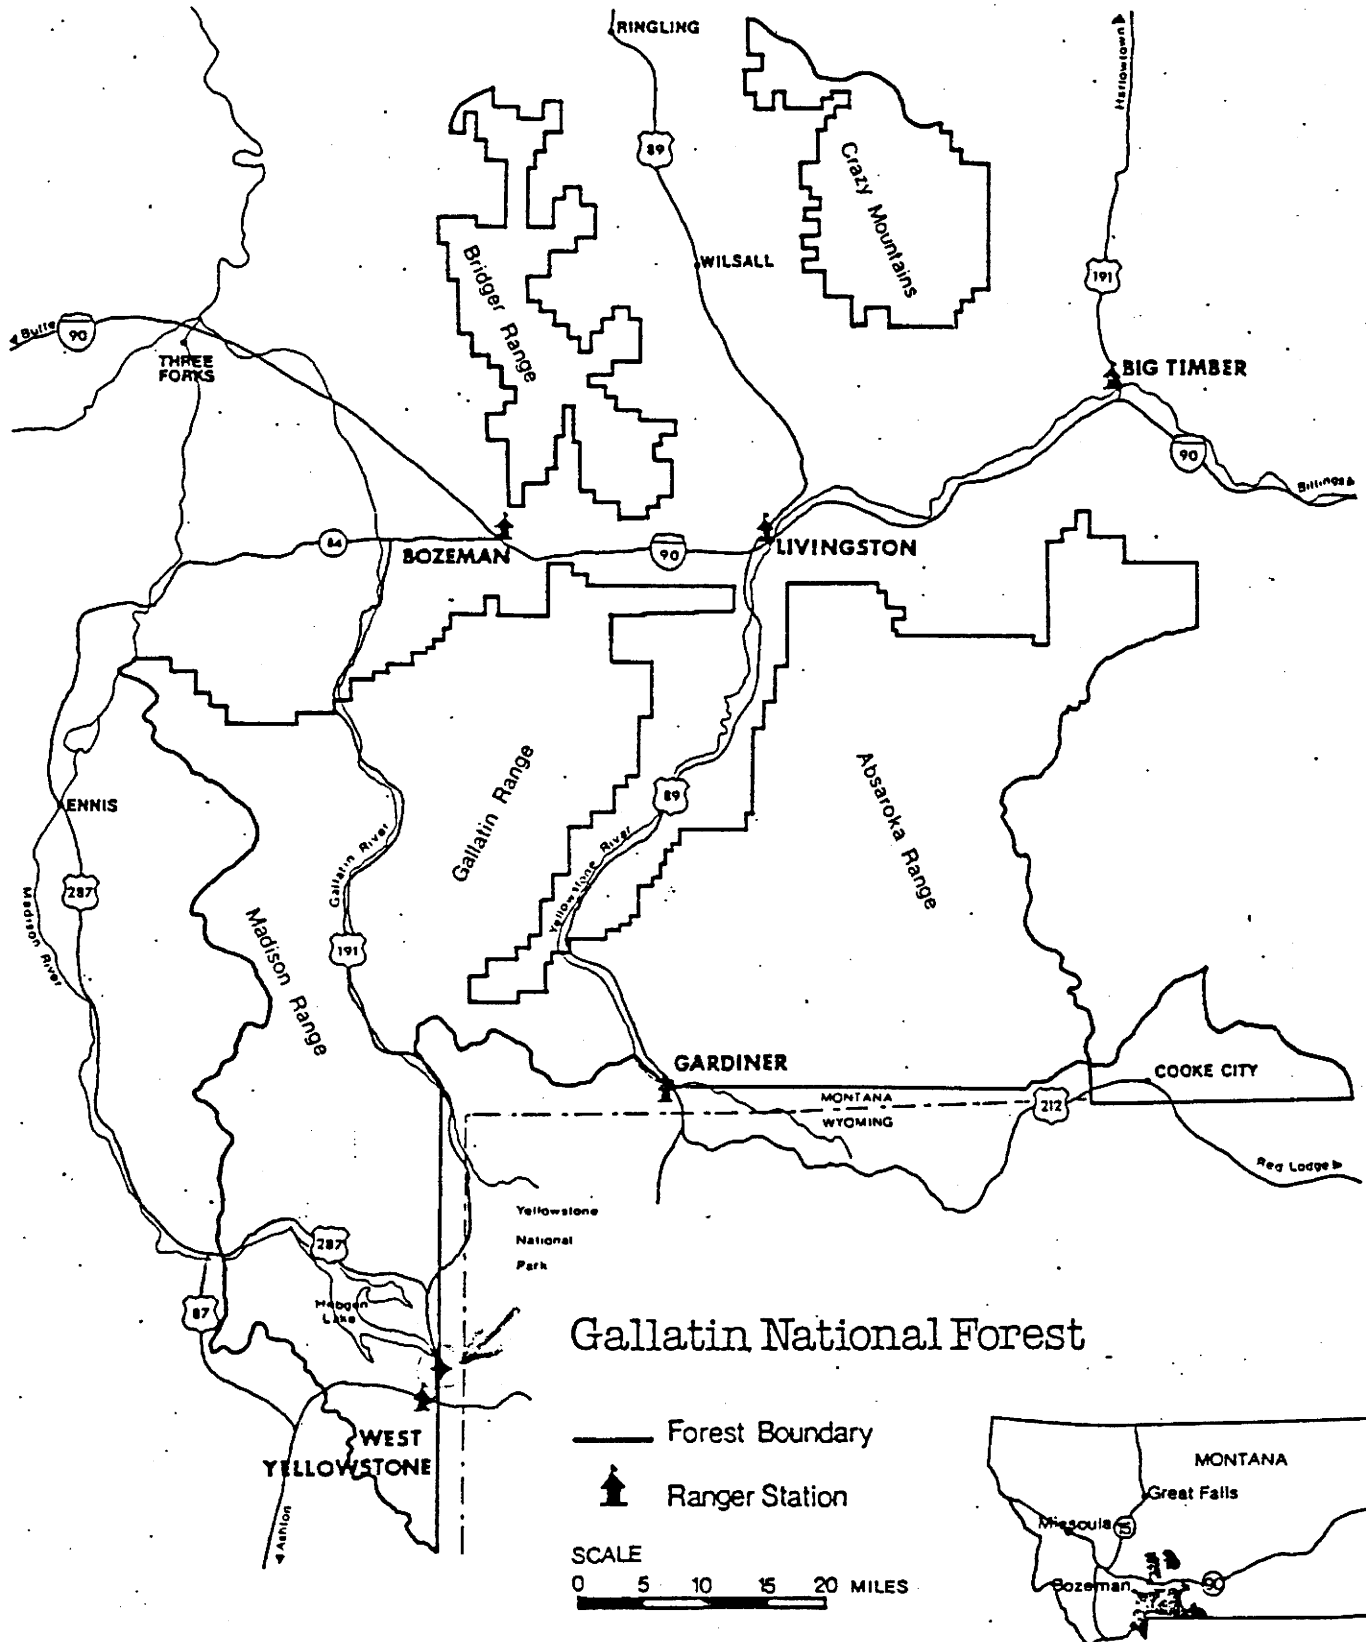 RINGLING
Harlowtown
89
Crazy Mountains
WILSALL
191
Bridger Range
Butte
90
THREE
FORKS
BIG TIMBER
90
Billings
84
BOZEMAN
90
LIVINGSTON
ENNIS
89
Gallatin Range
Absaroka Range
Gallatin River
Yellowstone River
287
Madison River
191
Madison Range
GARDINER
COOKE CITY
MONTANA
212
WYOMING
Red Lodge
Yellowstone
National
Park
287
Hebgen
Lake
87
Gallatin National Forest
WEST
YELLOWSTONE
Ashton
Forest Boundary
Ranger Station
SCALE
0 5 10 15 20 MILES
MONTANA
Great Falls
Missoula
15
Bozeman
90